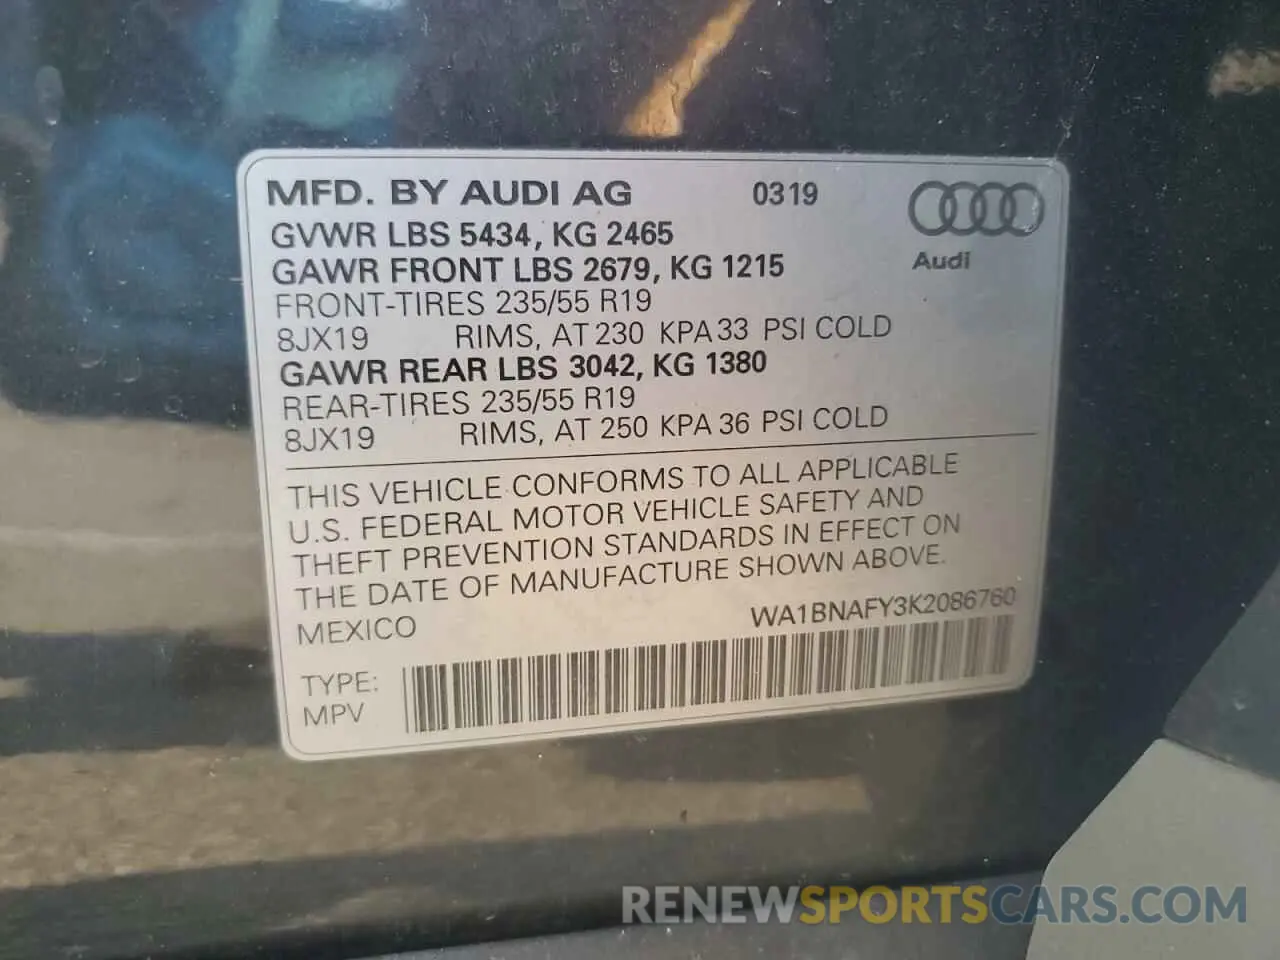 MFD. BY AUDI AG 0319
GVWR LBS 5434, KG 2465
GAWR FRONT LBS 2679, KG 1215
Audi
FRONT-TIRES 235/55 R19
8JX19 RIMS, AT 230 KPA 33 PSI COLD
GAWR REAR LBS 3042, KG 1380
REAR-TIRES 235/55 R19
8JX19 RIMS, AT 250 KPA 36 PSI COLD
THIS VEHICLE CONFORMS TO ALL APPLICABLE
U.S. FEDERAL MOTOR VEHICLE SAFETY AND
THEFT PREVENTION STANDARDS IN EFFECT ON
THE DATE OF MANUFACTURE SHOWN ABOVE.
MEXICO WA1BNAFY3K2086760
TYPE:
MPV
RENEWSPORTSCARS.COM